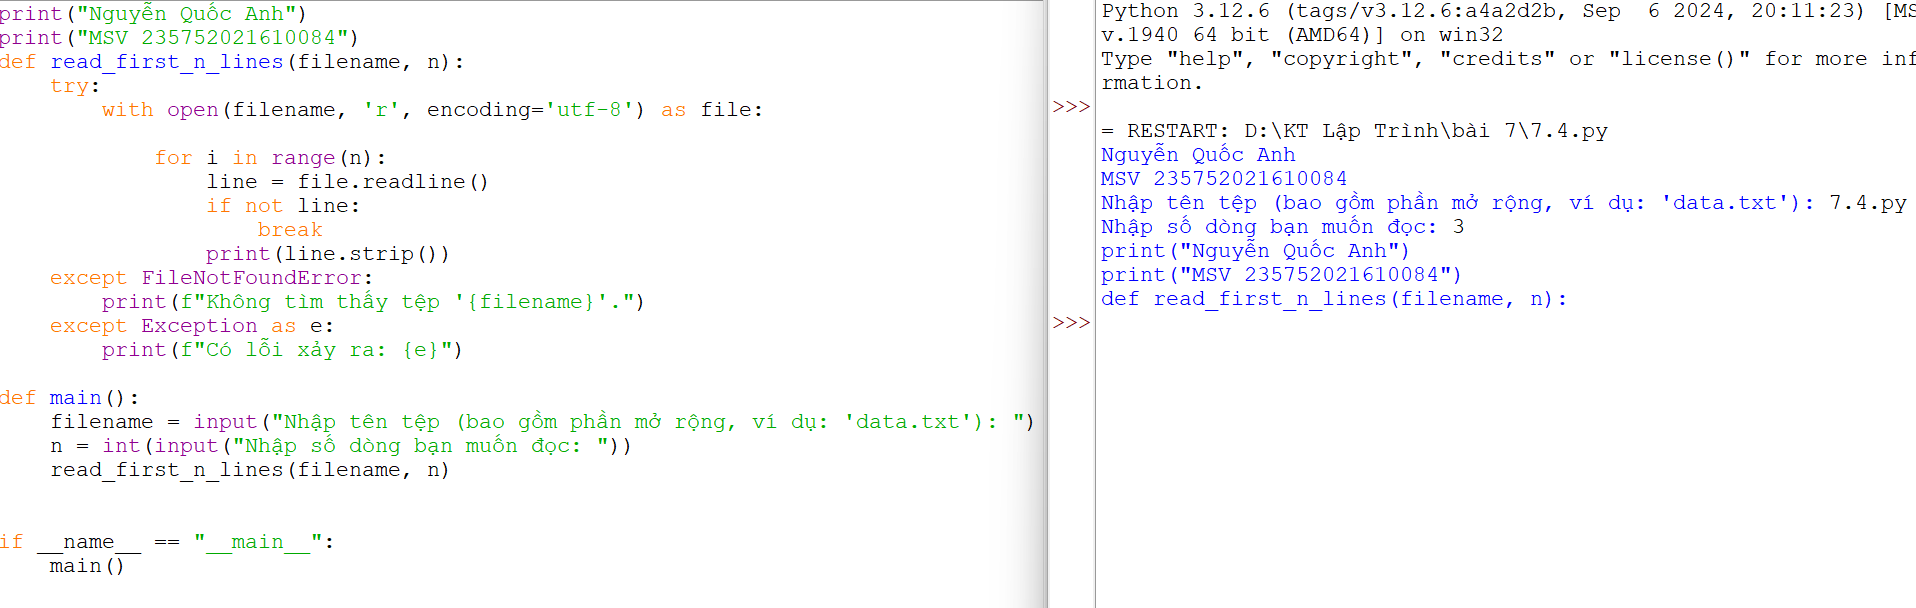 print("Nguyễn Quốc Anh")
print("MSV 235752021610084")
def read_first_n_lines(filename, n):
    try:
        with open(filename, 'r', encoding='utf-8') as file:

            for i in range(n):
                line = file.readline()
                if not line:
                    break
                print(line.strip())
    except FileNotFoundError:
        print(f"Không tìm thấy tệp '{filename}'.")
    except Exception as e:
        print(f"Có lỗi xảy ra: {e}")

def main():
    filename = input("Nhập tên tệp (bao gồm phần mở rộng, ví dụ: 'data.txt'): ")
    n = int(input("Nhập số dòng bạn muốn đọc: "))
    read_first_n_lines(filename, n)


if __name__ == "__main__":
    main()
Python 3.12.6 (tags/v3.12.6:a4a2d2b, Sep  6 2024, 20:11:23) [MS
v.1940 64 bit (AMD64)] on win32
Type "help", "copyright", "credits" or "license()" for more inf
rmation.
>>>
= RESTART: D:\KT Lập Trình\bài 7\7.4.py
Nguyễn Quốc Anh
MSV 235752021610084
Nhập tên tệp (bao gồm phần mở rộng, ví dụ: 'data.txt'): 7.4.py
Nhập số dòng bạn muốn đọc: 3
print("Nguyễn Quốc Anh")
print("MSV 235752021610084")
def read_first_n_lines(filename, n):
>>>